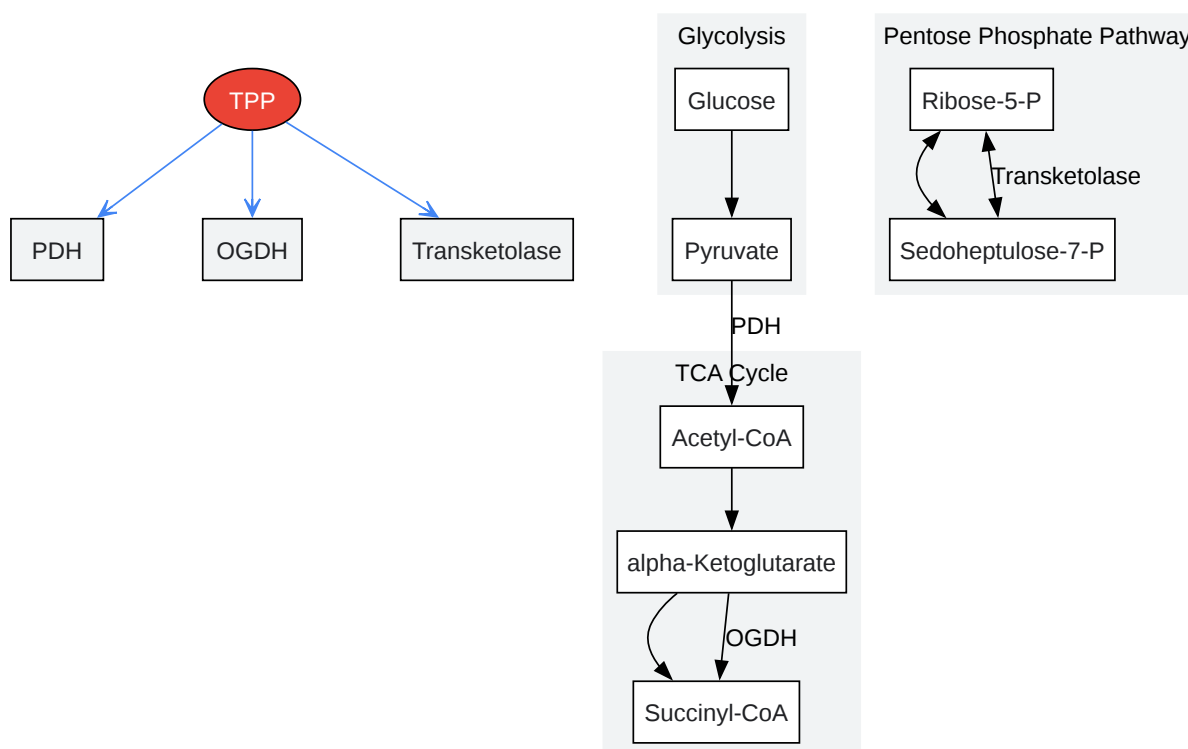 TPP
PDH
OGDH
Transketolase
Glycolysis
Glucose
Pyruvate
PDH
TCA Cycle
Acetyl-CoA
alpha-Ketoglutarate
OGDH
Succinyl-CoA
Pentose Phosphate Pathway
Ribose-5-P
Transketolase
Sedoheptulose-7-P